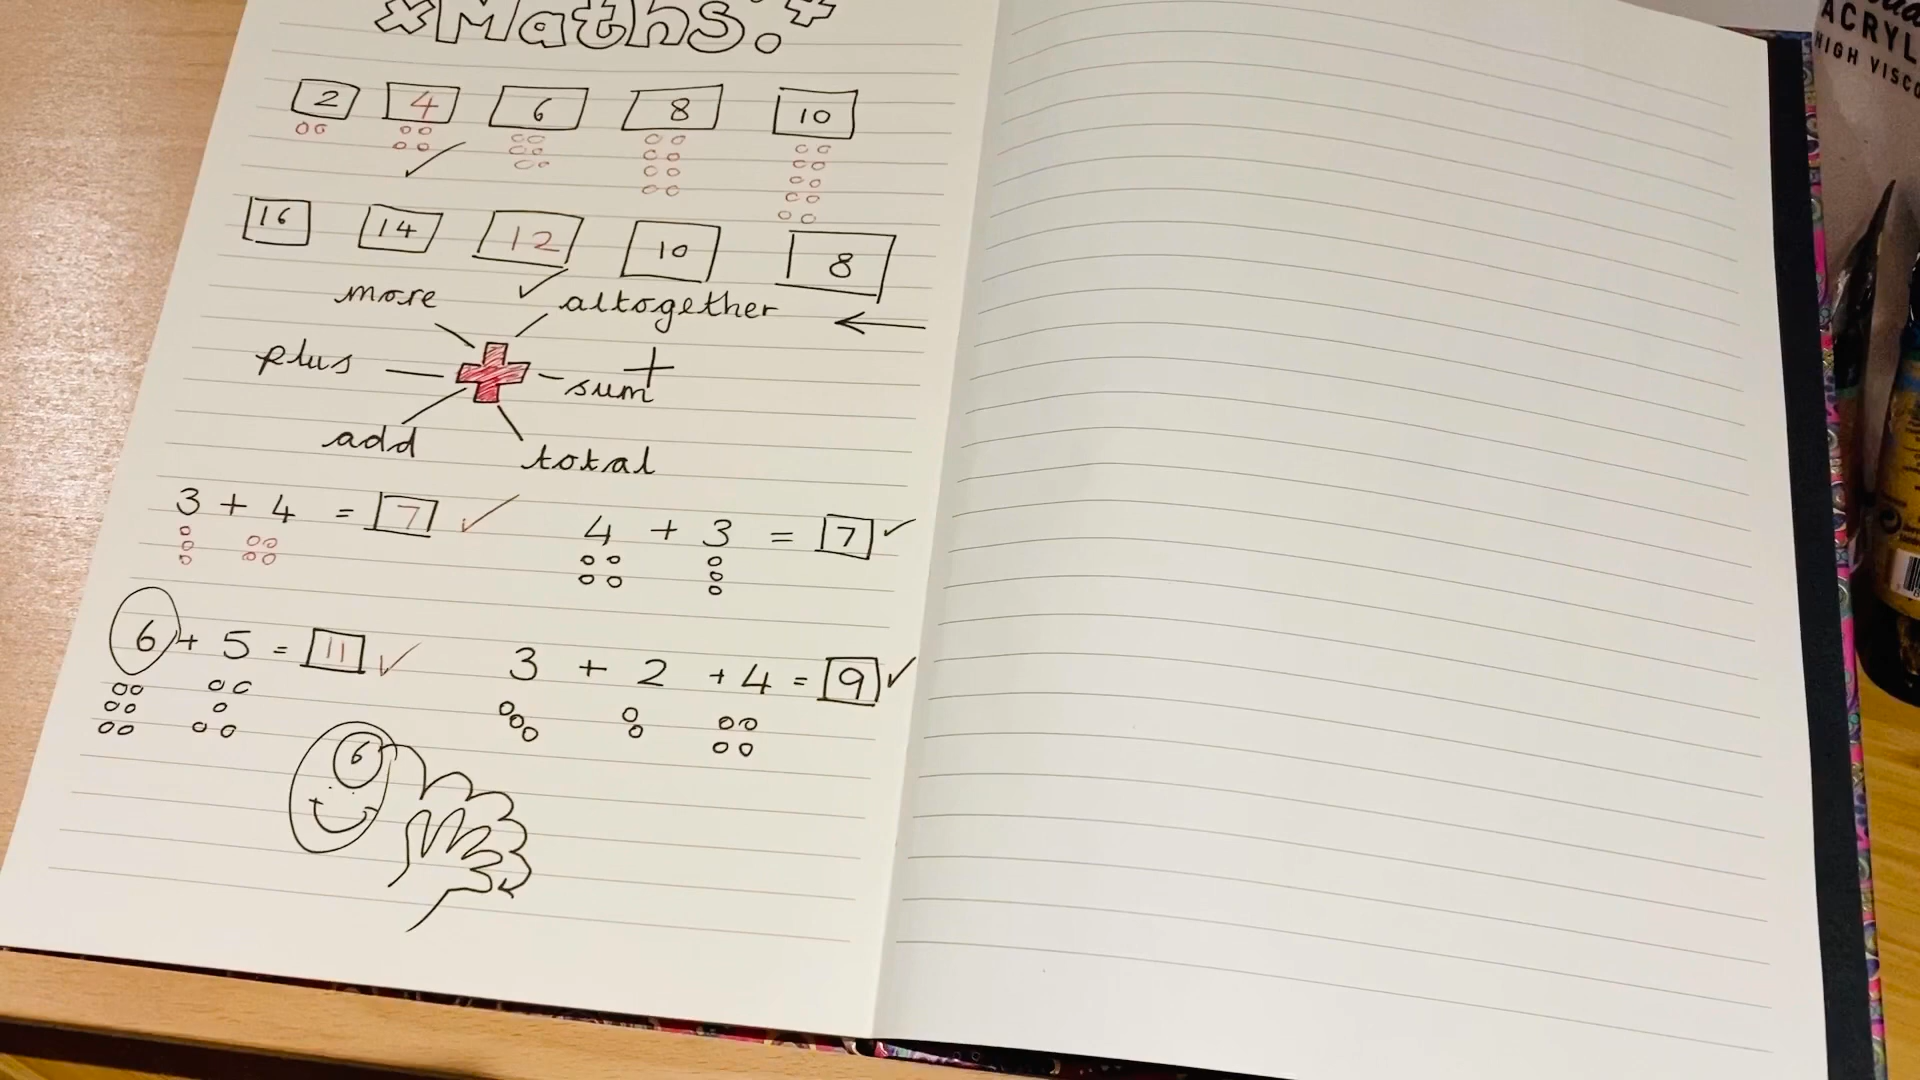 ×Maths.÷
2 4 6 8 10
16 14 12 10 8
more altogether
plus + sum +
add total
3 + 4 = 7 4 + 3 = 7
6 + 5 = 11 3 + 2 + 4 = 9
6
ACRYL
HIGH VISCO